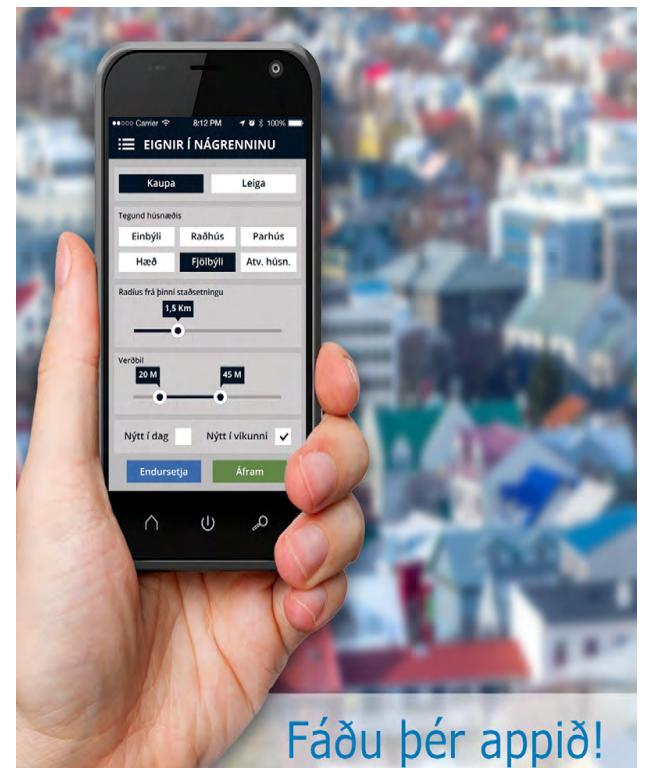 Carrier 8:12 PM 100%
EIGNIR Í NÁGRENNINU
Kaupa Leiga
Tegund húsnæðis
Einbýli Raðhús Parhús
Hæð Fjölbýli Atv. húsn.
Radíus frá þinni staðsetningu
1,5 Km
Verðbil
20 M 45 M
Nýtt í dag Nýtt í vikunni
Endursetja Áfram
Fáðu þér appið!